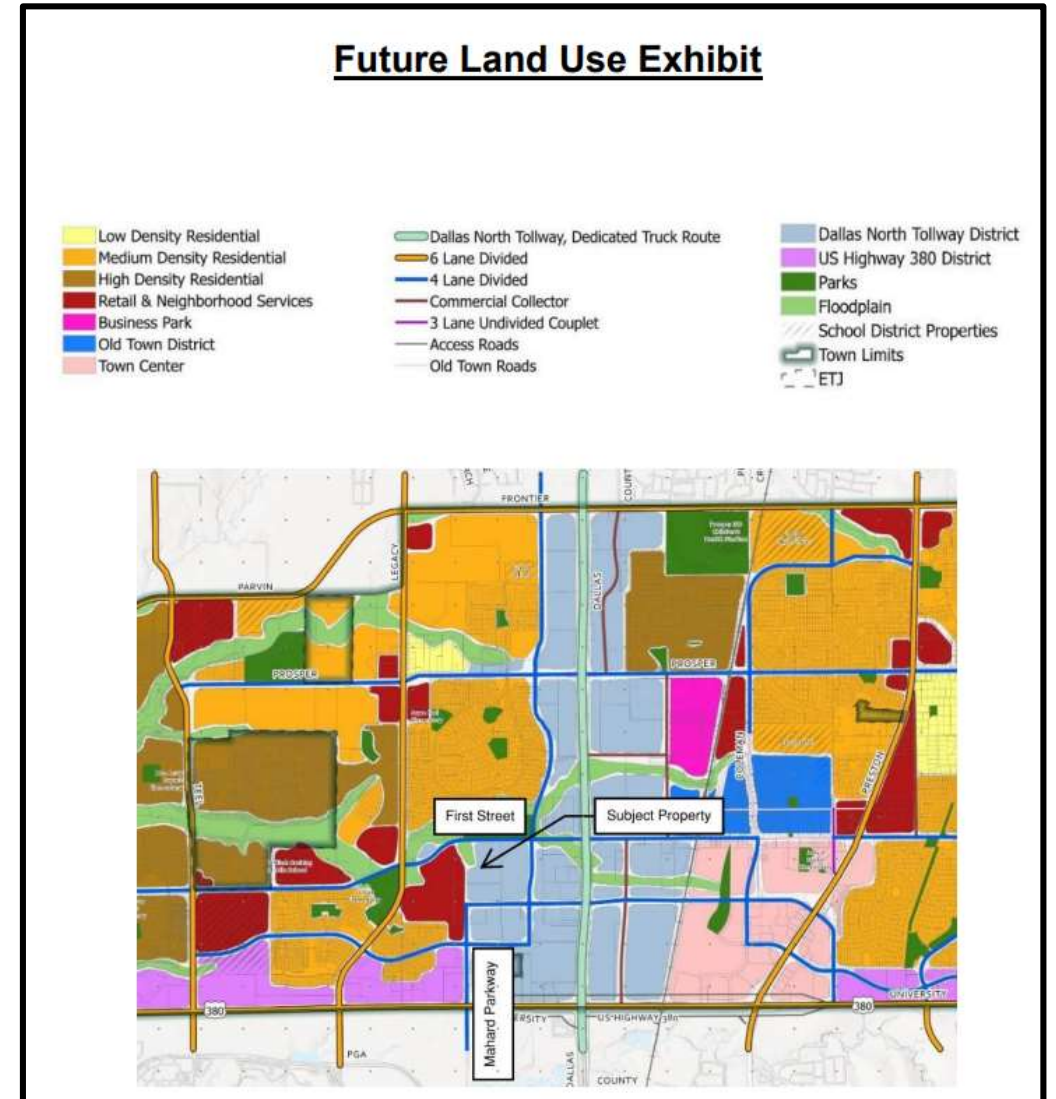 Future Land Use Exhibit
Low Density Residential
Medium Density Residential
High Density Residential
Retail & Neighborhood Services
Business Park
Old Town District
Town Center
Dallas North Tollway, Dedicated Truck Route
6 Lane Divided
4 Lane Divided
Commercial Collector
3 Lane Undivided Couplet
Access Roads
Old Town Roads
Dallas North Tollway District
US Highway 380 District
Parks
Floodplain
School District Properties
Town Limits
ETJ
FRONTIER
LEGACY
PARVIN
DALLAS
PROSPER
PROSPER
COLEMAN
PRESTON
TEEL
First Street
Subject Property
Mahard Parkway
UNIVERSITY
380
380
ERSITY
US HIGHWAY 380
PGA
DALLAS
COUNTY